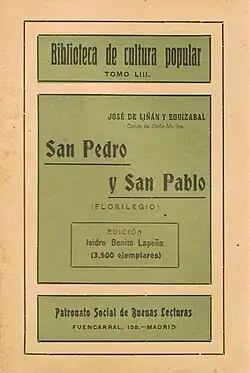 Biblioteca de cultura popular
TOMO LIII.
JOSÉ DE LIÑÁN Y EGUIZABAL
Conde de Doña-Marina.
San Pedro
y San Pablo
(FLORILEGIO)
EDICIÓN
Isidro Benito Lapeña
(3,500 ejemplares)
Patronato Social de Buenas Lecturas
FUENCARRAL, 138.—MADRID